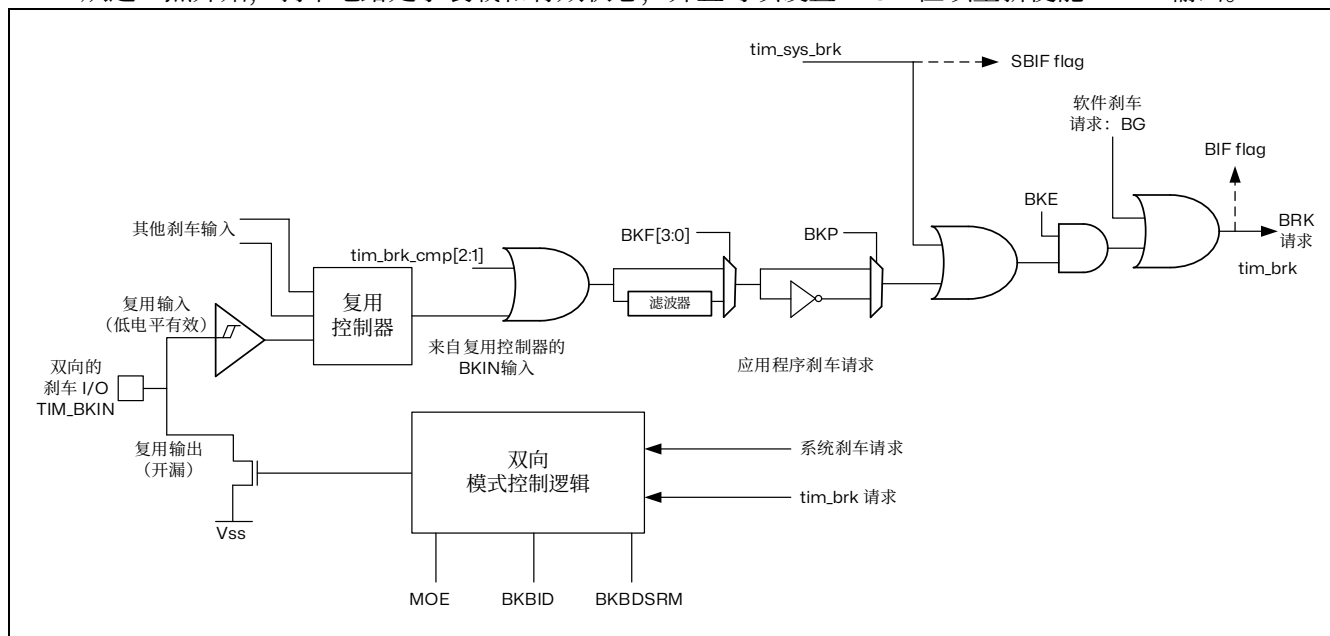 tim_sys_brk
SBIF flag
软件刹车
请求：BG
BIF flag
BKE
BRK
请求
tim_brk
其他刹车输入
tim_brk_cmp[2:1]
BKF[3:0]
BKP
复用输入
（低电平有效）
复用
控制器
滤波器
来自复用控制器的
BKIN输入
应用程序刹车请求
双向的
刹车 I/O
TIM_BKIN
复用输出
（开漏）
双向
模式控制逻辑
系统刹车请求
tim_brk 请求
Vss
MOE
BKBID
BKBDSRM